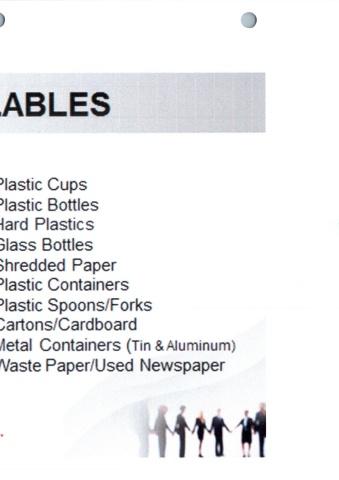 LABLES
Plastic Cups
Plastic Bottles
Hard Plastics
Glass Bottles
Shredded Paper
Plastic Containers
Plastic Spoons/Forks
Cartons/Cardboard
Metal Containers (Tin & Aluminum)
Waste Paper/Used Newspaper